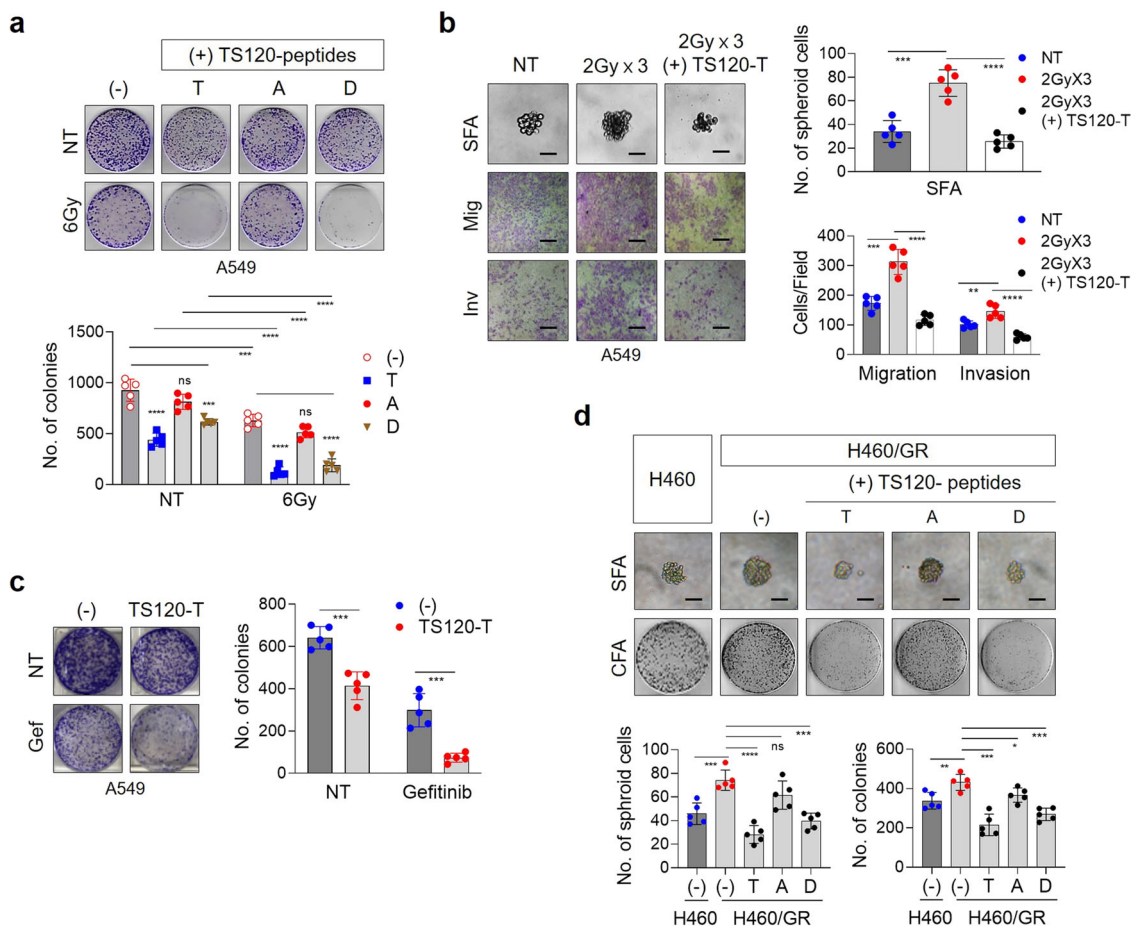 a
(+) TS120-peptides
(-) T A D
NT
6Gy
A549
****
****
****
***
No. of colonies
1500
1000
500
0
**** ns ***
**** ns ****
NT 6Gy
(-)
T
A
D
b
NT 2Gy x 3 2Gy x 3
(+) TS120-T
SFA
Mig
Inv
A549
No. of spheroid cells
150
100
50
0
*** ****
SFA
NT
2GyX3
2GyX3
(+) TS120-T
Cells/Field
400
300
200
100
0
*** ****
** ****
Migration Invasion
NT
2GyX3
2GyX3
(+) TS120-T
c
(-) TS120-T
NT
Gef
A549
No. of colonies
800
600
400
200
0
***
***
NT Gefitinib
(-)
TS120-T
d
H460
H460/GR
(+) TS120- peptides
(-) T A D
SFA
CFA
No. of sphroid cells
100
80
60
40
20
0
***
ns
*** ****
(-) (-) T A D
H460 H460/GR
No. of colonies
600
400
200
0
***
*
** ***
(-) (-) T A D
H460 H460/GR